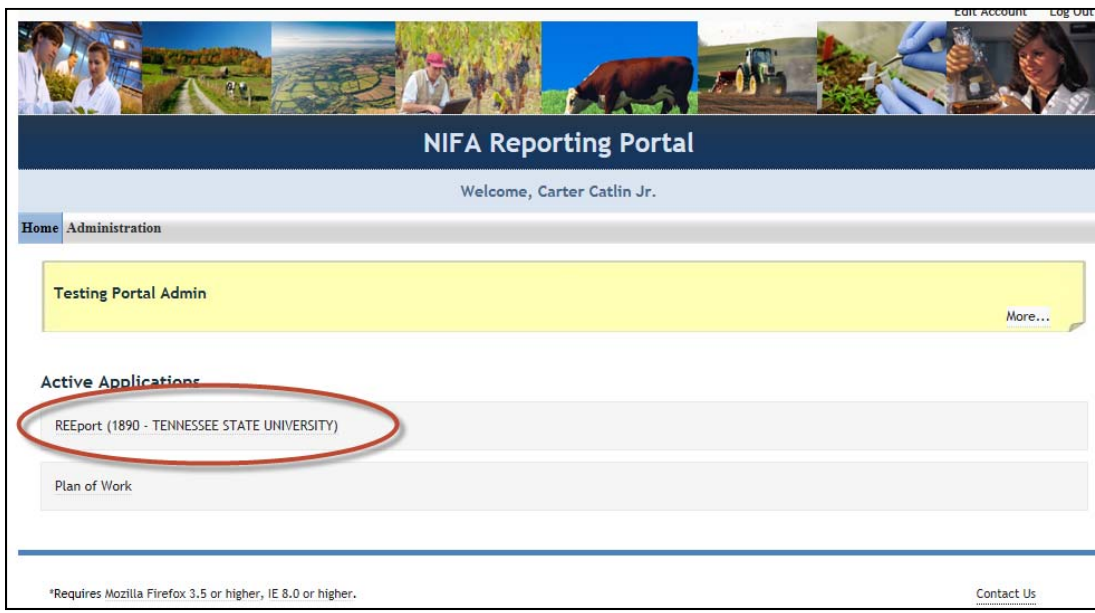 Edit Account Log Out
NIFA Reporting Portal
Welcome, Carter Catlin Jr.
Home Administration
Testing Portal Admin
More...
Active Applications
REEport (1890 - TENNESSEE STATE UNIVERSITY)
Plan of Work
*Requires Mozilla Firefox 3.5 or higher, IE 8.0 or higher.
Contact Us